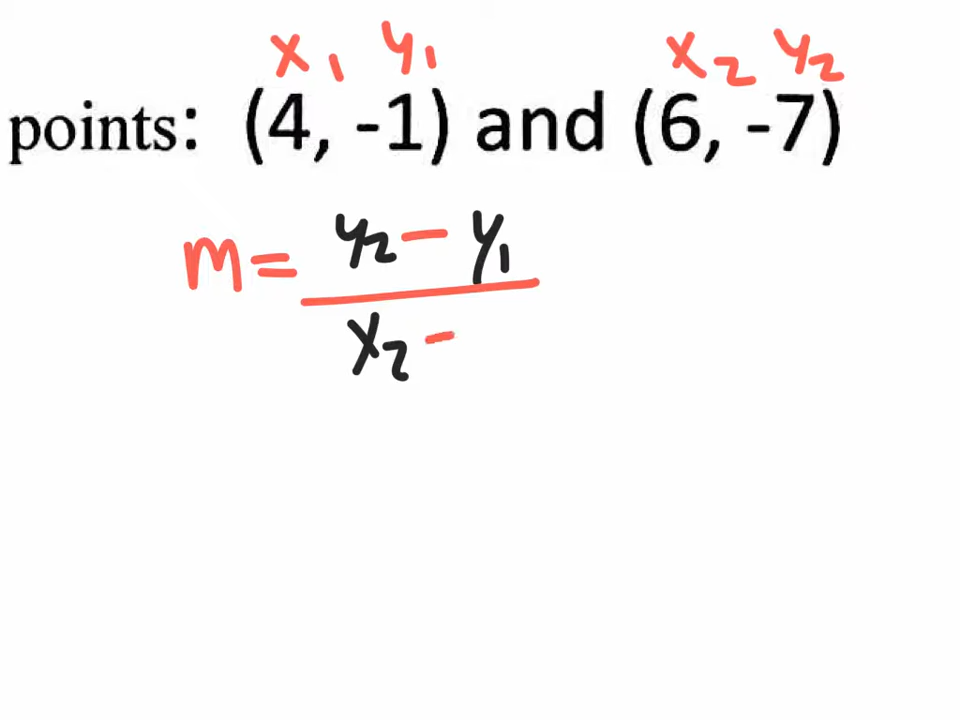 x₁ y₁ x₂ y₂
points: (4, -1) and (6, -7)
m = y₂ - y₁
x₂ -